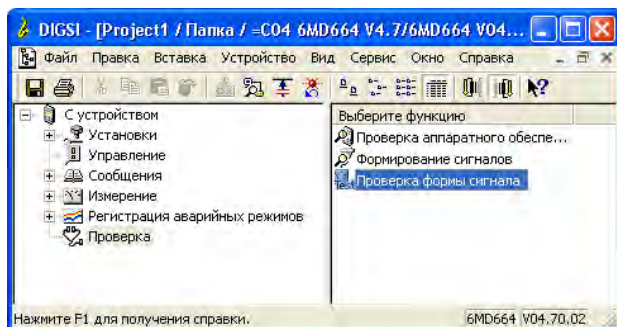 DIGSI - [Project1 / Папка / =C04 6MD664 V4.7/6MD664 V04...
Файл Правка Вставка Устройство Вид Сервис Окно Справка
С устройством
Установки
Управление
Сообщения
Измерение
Регистрация аварийных режимов
Проверка
Выберите функцию
Проверка аппаратного обеспе...
Формирование сигналов
Test
Проверка формы сигнала
Нажмите F1 для получения справки.
6MD664 V04.70.02